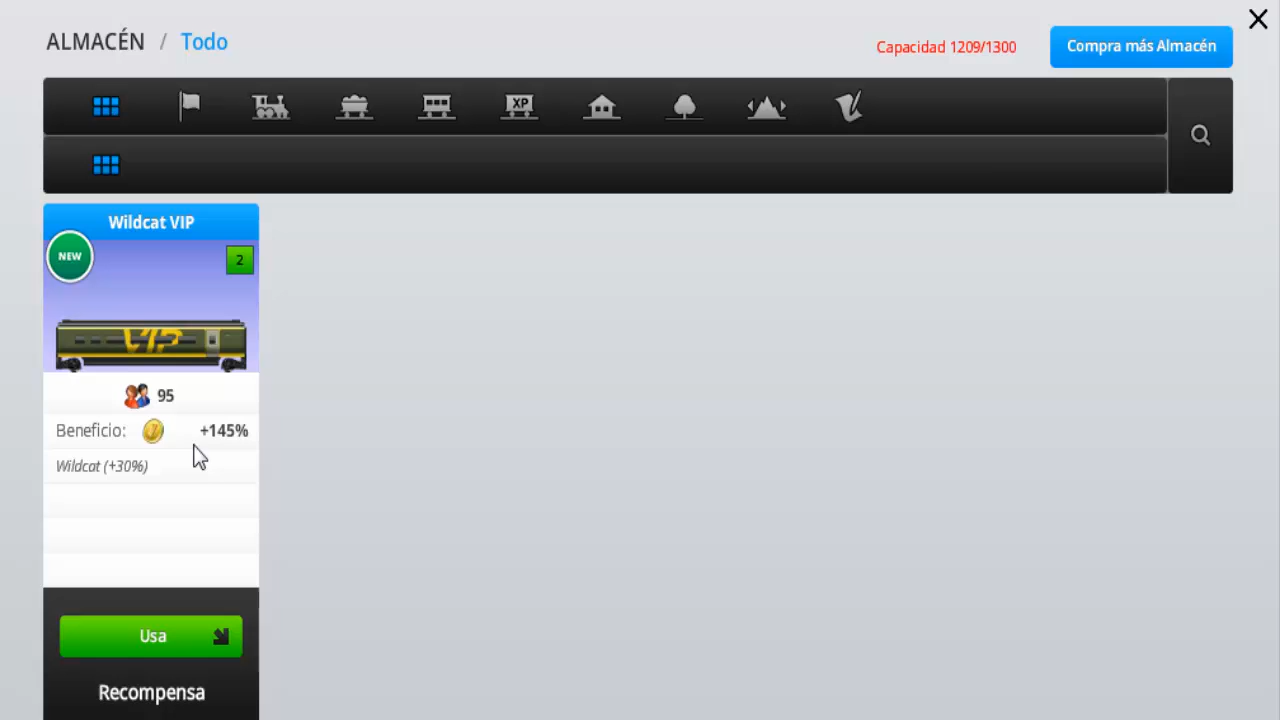 ALMACÉN / Todo
Capacidad 1209/1300
Compra más Almacén
XP
Wildcat VIP
NEW
2
VIP
95
Beneficio: +145%
Wildcat (+30%)
Usa
Recompensa